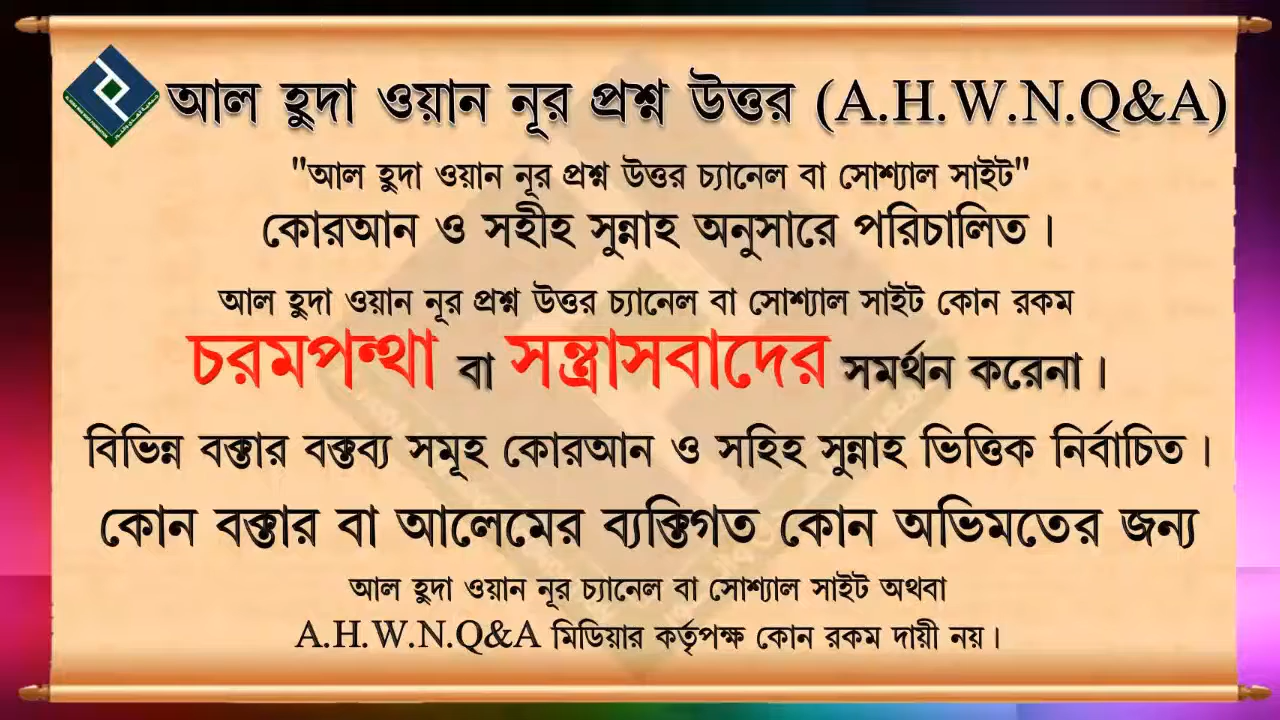 আল হুদা ওয়ান নূর প্রশ্ন উত্তর (A.H.W.N.Q&A)
"আল হুদা ওয়ান নূর প্রশ্ন উত্তর চ্যানেল বা সোশ্যাল সাইট"
কোরআন ও সহীহ সুন্নাহ অনুসারে পরিচালিত।
আল হুদা ওয়ান নূর প্রশ্ন উত্তর চ্যানেল বা সোশ্যাল সাইট কোন রকম
চরমপন্থা বা সন্ত্রাসবাদের সমর্থন করেনা।
বিভিন্ন বক্তার বক্তব্য সমূহ কোরআন ও সহিহ সুন্নাহ ভিত্তিক নির্বাচিত।
কোন বক্তার বা আলেমের ব্যক্তিগত কোন অভিমতের জন্য
আল হুদা ওয়ান নূর চ্যানেল বা সোশ্যাল সাইট অথবা
A.H.W.N.Q&A মিডিয়ার কর্তৃপক্ষ কোন রকম দায়ী নয়।